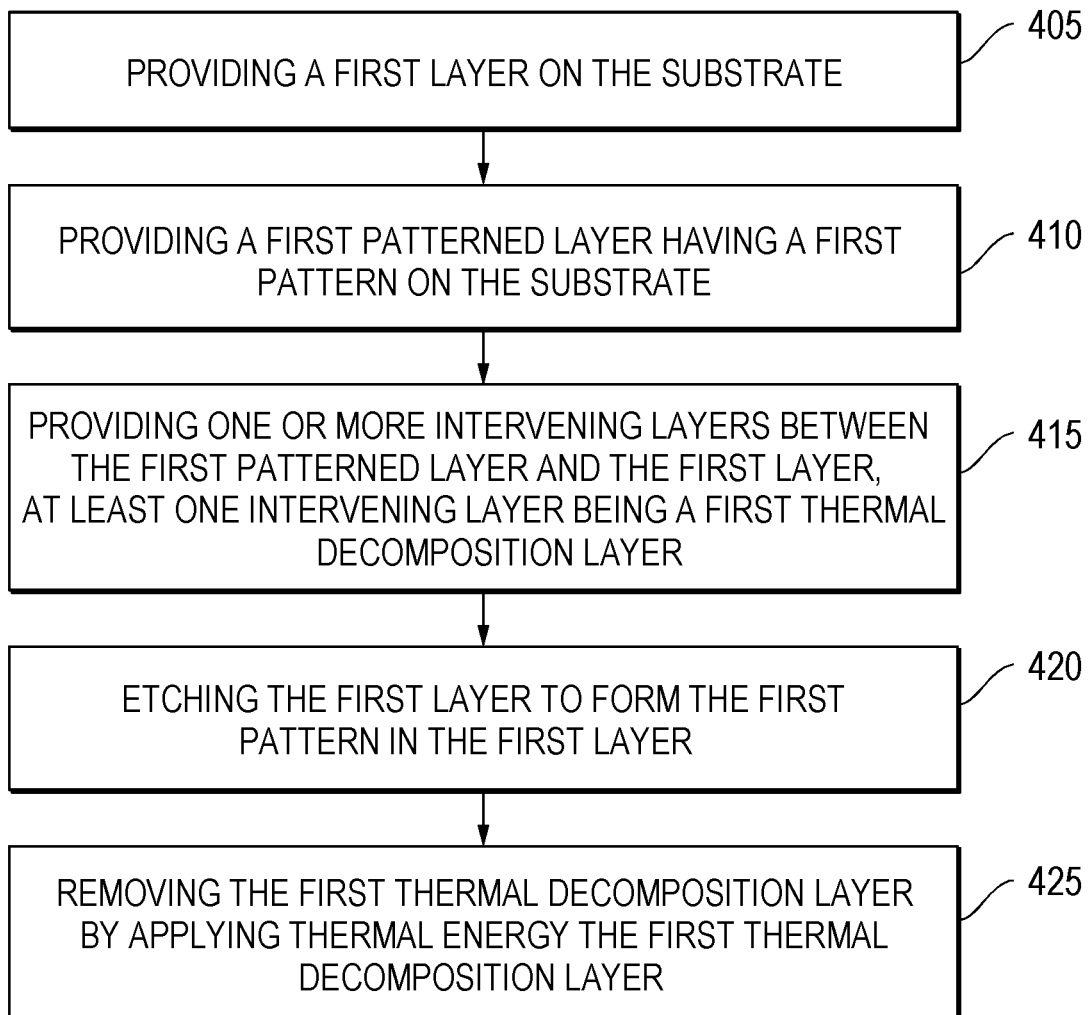 405
PROVIDING A FIRST LAYER ON THE SUBSTRATE
410
PROVIDING A FIRST PATTERNED LAYER HAVING A FIRST
PATTERN ON THE SUBSTRATE
415
PROVIDING ONE OR MORE INTERVENING LAYERS BETWEEN
THE FIRST PATTERNED LAYER AND THE FIRST LAYER,
AT LEAST ONE INTERVENING LAYER BEING A FIRST THERMAL
DECOMPOSITION LAYER
420
ETCHING THE FIRST LAYER TO FORM THE FIRST
PATTERN IN THE FIRST LAYER
425
REMOVING THE FIRST THERMAL DECOMPOSITION LAYER
BY APPLYING THERMAL ENERGY THE FIRST THERMAL
DECOMPOSITION LAYER